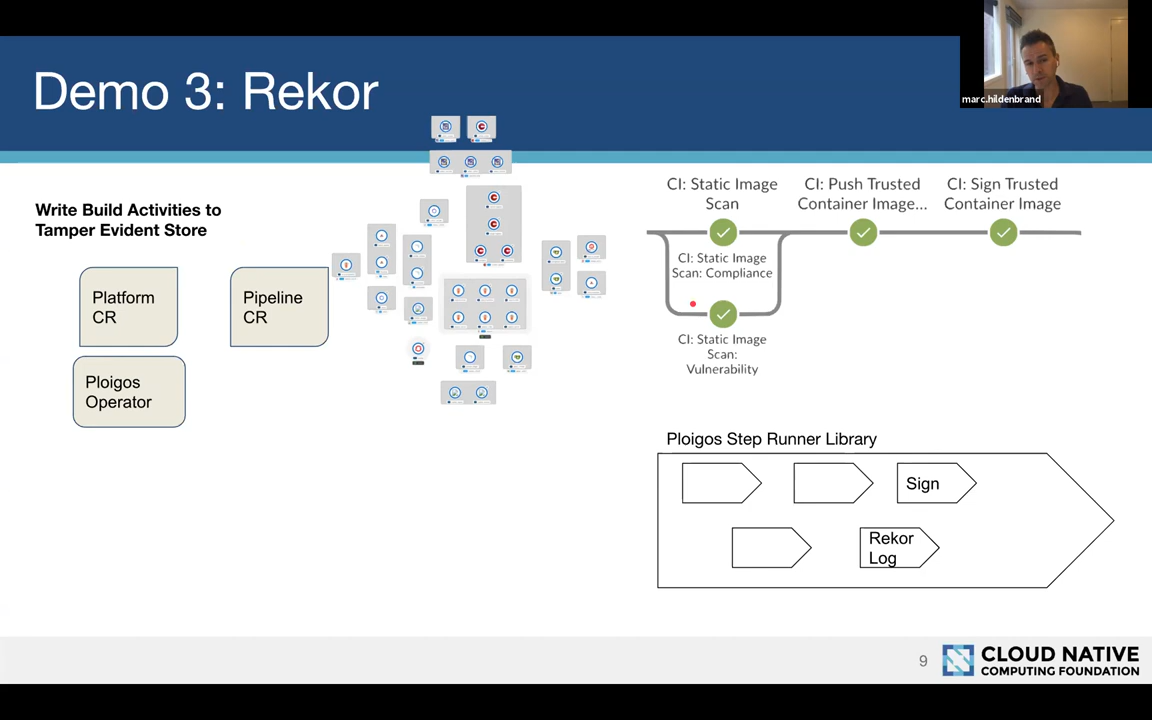 marc.hildenbrand
Demo 3: Rekor
Write Build Activities to
Tamper Evident Store
Platform
CR
Pipeline
CR
Ploigos
Operator
CI: Static Image
Scan
CI: Push Trusted
Container Image...
CI: Sign Trusted
Container Image
CI: Static Image
Scan: Compliance
CI: Static Image
Scan:
Vulnerability
Ploigos Step Runner Library
Sign
Rekor
Log
9
CLOUD NATIVE
COMPUTING FOUNDATION